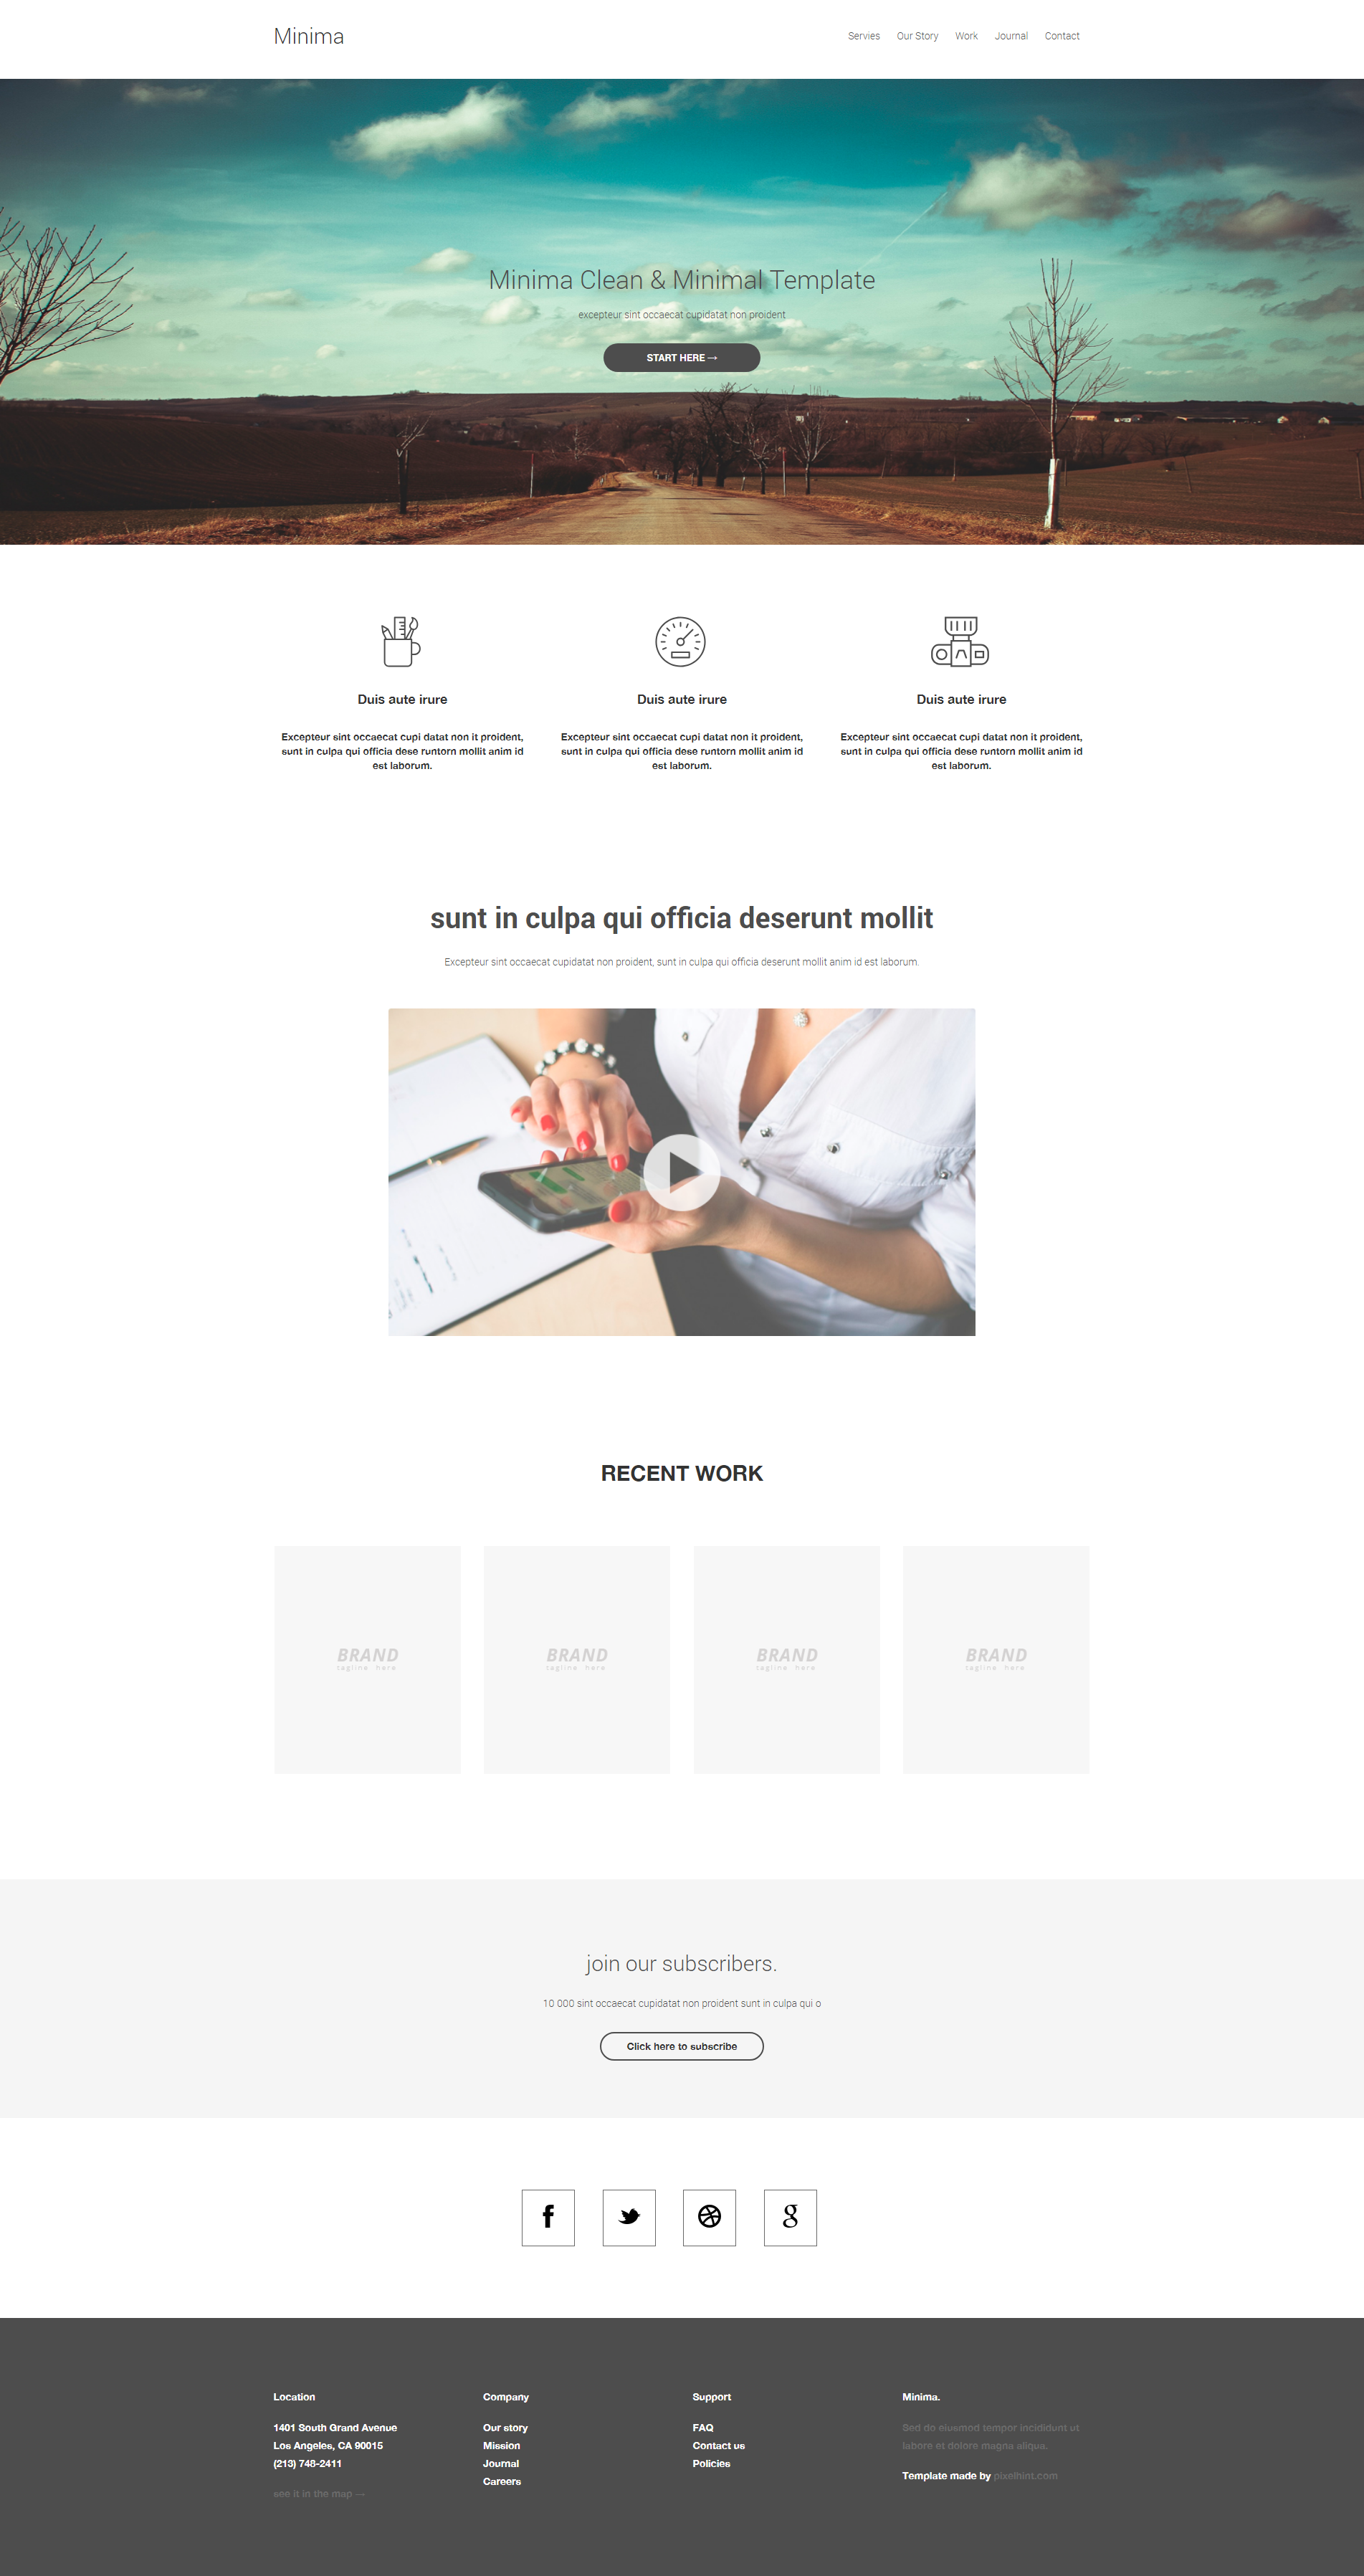 Minima
Servies Our Story Work Journal Contact
Minima Clean & Minimal Template
excepteur sint occaecat cupidatat non proident
START HERE →
Duis aute irure
Excepteur sint occaecat cupi datat non it proident,
sunt in culpa qui officia dese runtorn mollit anim id
est laborum.
Duis aute irure
Excepteur sint occaecat cupi datat non it proident,
sunt in culpa qui officia dese runtorn mollit anim id
est laborum.
Duis aute irure
Excepteur sint occaecat cupi datat non it proident,
sunt in culpa qui officia dese runtorn mollit anim id
est laborum.
sunt in culpa qui officia deserunt mollit
Excepteur sint occaecat cupidatat non proident, sunt in culpa qui officia deserunt mollit anim id est laborum.
RECENT WORK
BRAND
tagline here
BRAND
tagline here
BRAND
tagline here
BRAND
tagline here
join our subscribers.
10 000 sint occaecat cupidatat non proident sunt in culpa qui o
Click here to subscribe
Location
1401 South Grand Avenue
Los Angeles, CA 90015
(213) 748-2411
see it in the map →
Company
Our story
Mission
Journal
Careers
Support
FAQ
Contact us
Policies
Minima.
Sed do eiusmod tempor incididunt ut
labore et dolore magna aliqua.
Template made by pixelhint.com